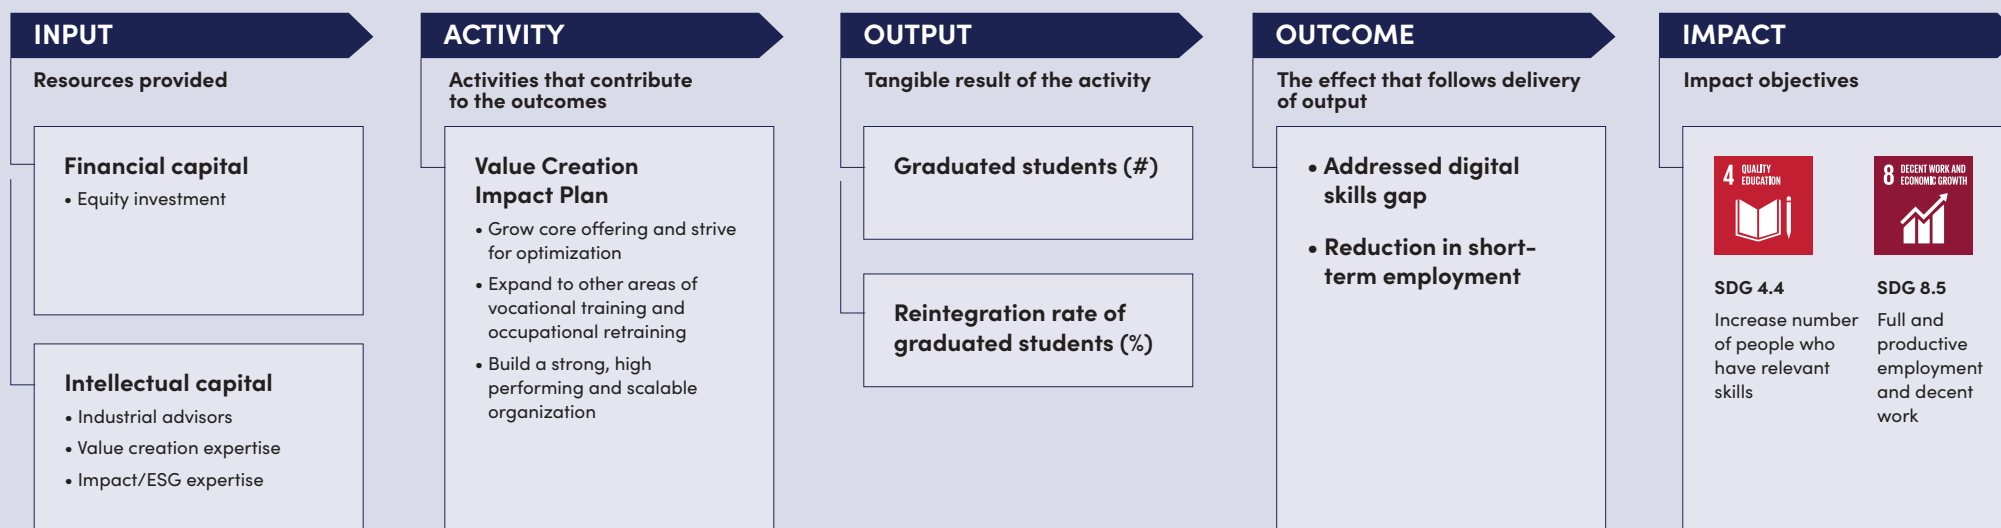 INPUT
Resources provided
Financial capital
• Equity investment
Intellectual capital
• Industrial advisors
• Value creation expertise
• Impact/ESG expertise
ACTIVITY
Activities that contribute
to the outcomes
Value Creation
Impact Plan
• Grow core offering and strive
for optimization
• Expand to other areas of
vocational training and
occupational retraining
• Build a strong, high
performing and scalable
organization
OUTPUT
Tangible result of the activity
Graduated students (#)
Reintegration rate of
graduated students (%)
OUTCOME
The effect that follows delivery
of output
• Addressed digital
skills gap
• Reduction in short-
term employment
IMPACT
Impact objectives
4 QUALITY
EDUCATION
SDG 4.4
Increase number
of people who
have relevant
skills
8 DECENT WORK AND
ECONOMIC GROWTH
SDG 8.5
Full and
productive
employment
and decent
work